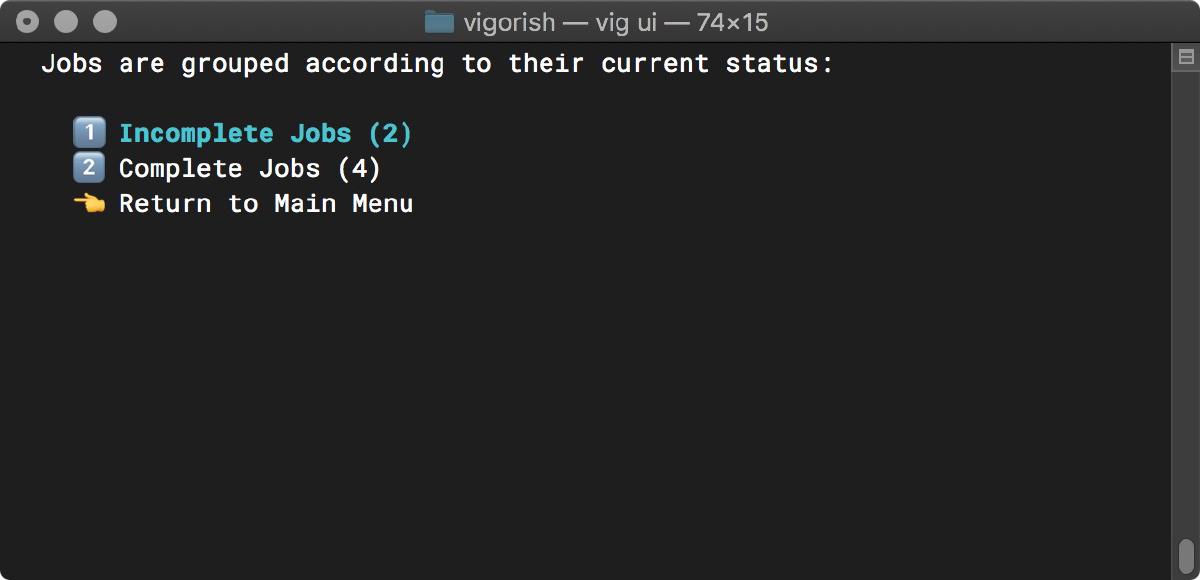 vigorish — vig ui — 74×15
Jobs are grouped according to their current status:
1 Incomplete Jobs (2)
2 Complete Jobs (4)
Return to Main Menu